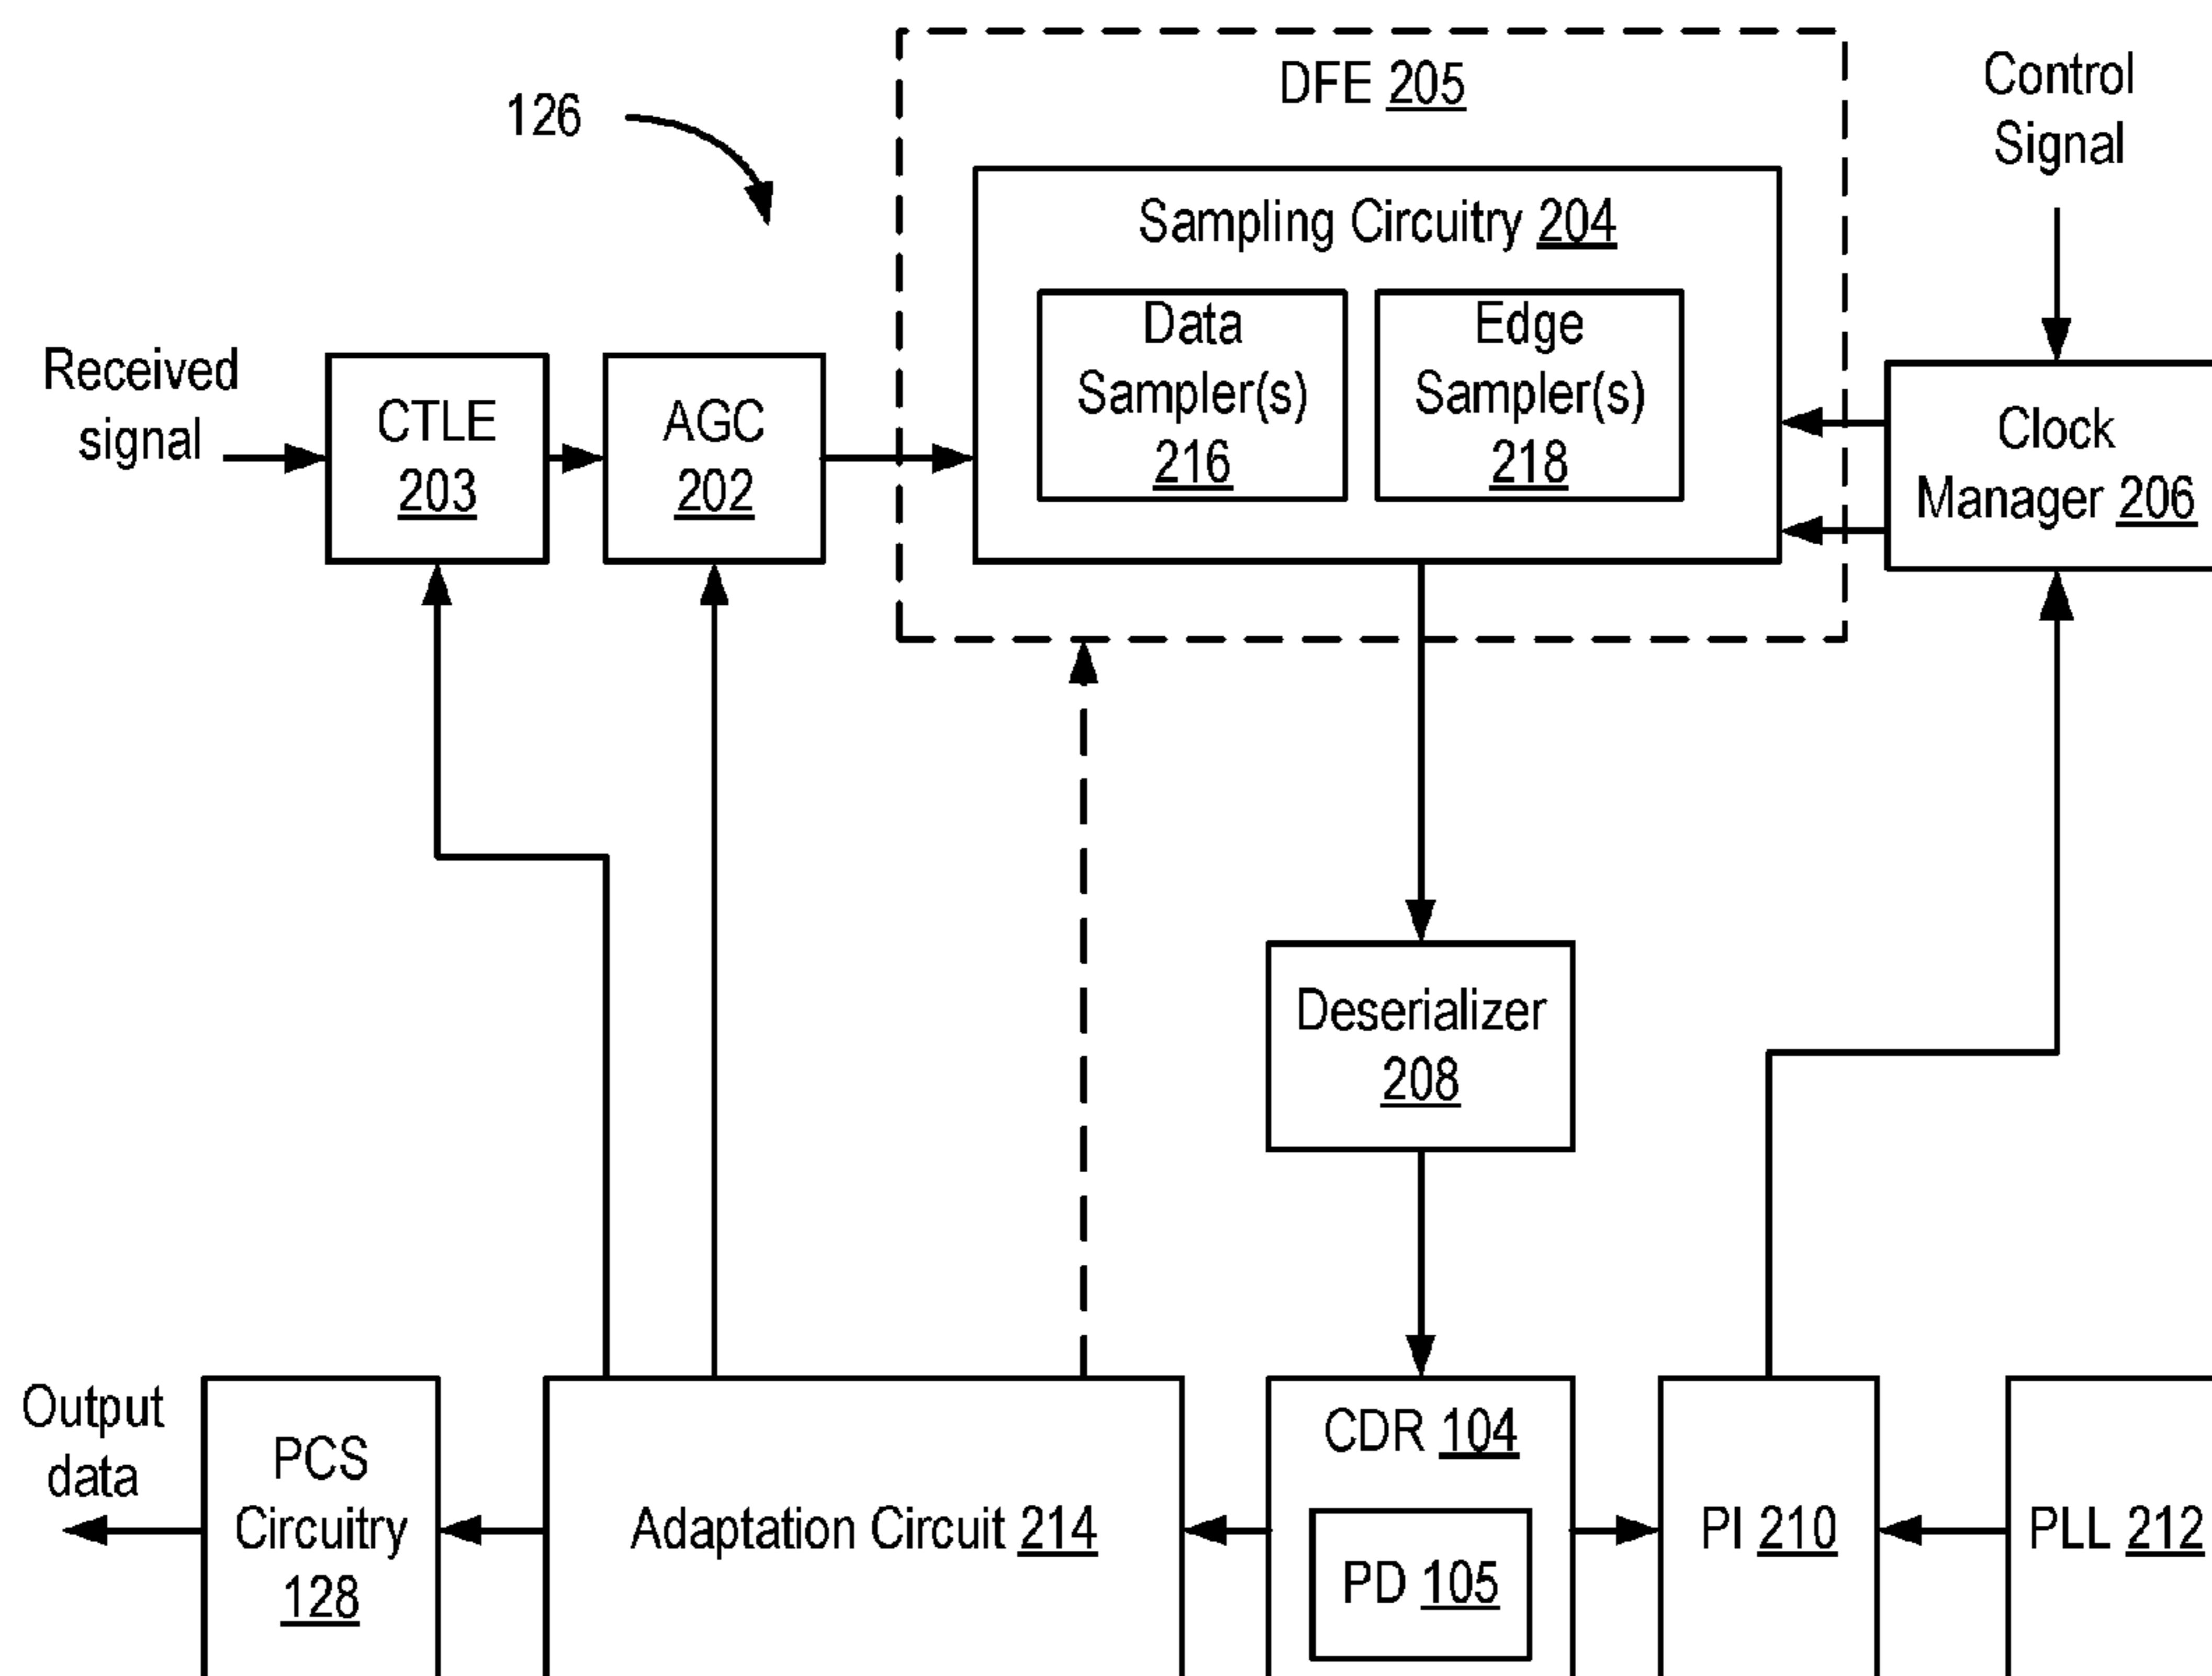 126
DFE 205
Control
Signal
Sampling Circuitry 204
Data
Sampler(s)
216
Edge
Sampler(s)
218
Received
signal
CTLE
203
AGC
202
Clock
Manager 206
Deserializer
208
Output
data
PCS
Circuitry
128
Adaptation Circuit 214
CDR 104
PD 105
PI 210
PLL 212